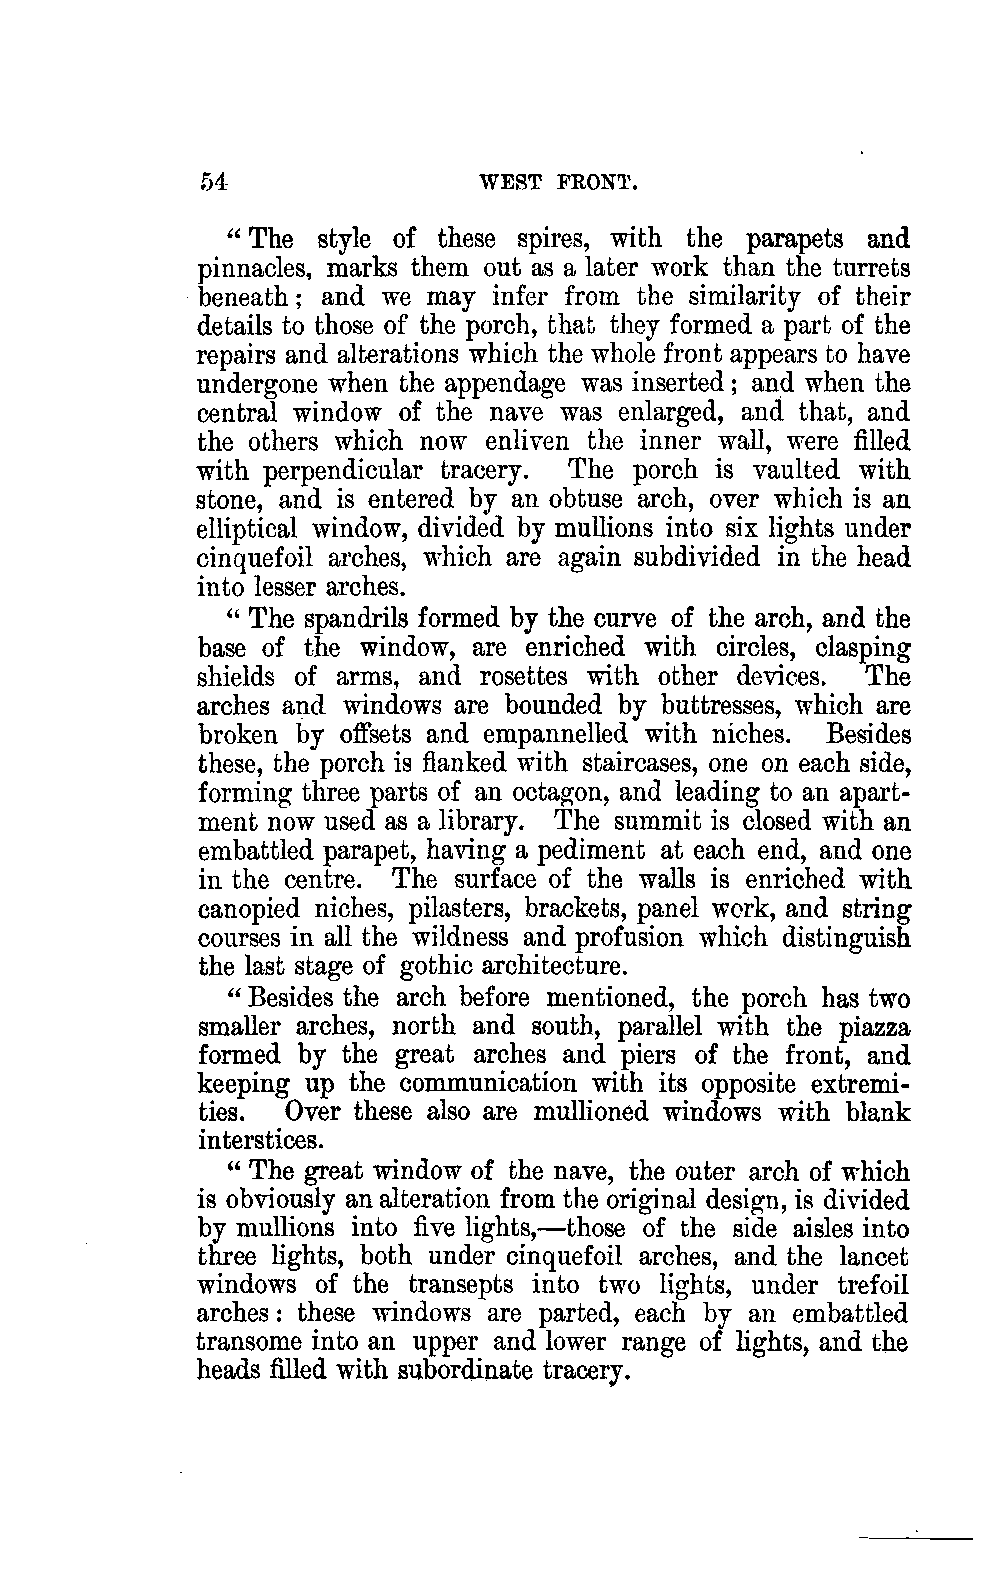 54 WEST FRONT.
“ The style of these spires, with the parapets and
pinnacles, marks them out as a later work than the turrets
beneath; and we may infer from the similarity of their
details to those of the porch, that they formed a part of the
repairs and alterations which the whole front appears to have
undergone when the appendage was inserted; and when the
central window of the nave was enlarged, and that, and
the others which now enliven the inner wall, were filled
with perpendicular tracery. The porch is vaulted with
stone, and is entered by an obtuse arch, over which is an
elliptical window, divided by mullions into six lights under
cinquefoil arches, which are again subdivided in the head
into lesser arches.
“ The spandrils formed by the curve of the arch, and the
base of the window, are enriched with circles, clasping
shields of arms, and rosettes with other devices. The
arches and windows are bounded by buttresses, which are
broken by offsets and empannelled with niches. Besides
these, the porch is flanked with staircases, one on each side,
forming three parts of an octagon, and leading to an apart-
ment now used as a library. The summit is closed with an
embattled parapet, having a pediment at each end, and one
in the centre. The surface of the walls is enriched with
canopied niches, pilasters, brackets, panel work, and string
courses in all the wildness and profusion which distinguish
the last stage of gothic architecture.
“ Besides the arch before mentioned, the porch has two
smaller arches, north and south, parallel with the piazza
formed by the great arches and piers of the front, and
keeping up the communication with its opposite extremi-
ties. Over these also are mullioned windows with blank
interstices.
“ The great window of the nave, the outer arch of which
is obviously an alteration from the original design, is divided
by mullions into five lights,—those of the side aisles into
three lights, both under cinquefoil arches, and the lancet
windows of the transepts into two lights, under trefoil
arches: these windows are parted, each by an embattled
transome into an upper and lower range of lights, and the
heads filled with subordinate tracery.